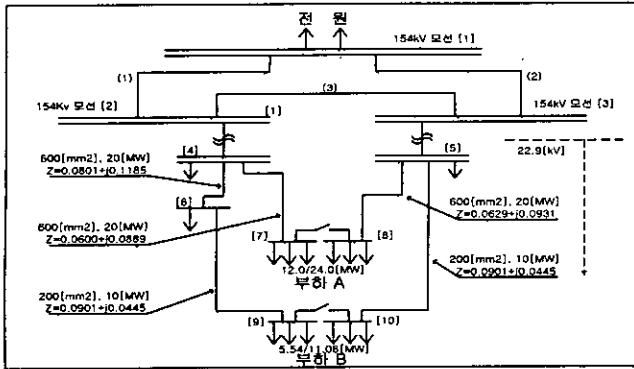 전 원
154kV 모선 [1]
(1)
(2)
(3)
154Kv 모선 [2]
[1]
154kV 모선 [3]
[4]
[5]
22.9[kV]
600[mm2], 20[MW]
Z=0.0801+j0.1185
[6]
600[mm2], 20[MW]
Z=0.0629+j0.0931
600[mm2], 20[MW]
Z=0.0600+j0.0889
[7]
[8]
12.0/24.0[MW]
부하 A
200[mm2], 10[MW]
Z=0.0901+j0.0445
200[mm2], 10[MW]
Z=0.0901+j0.0445
[9]
[10]
5.54/11.08[MW]
부하 B